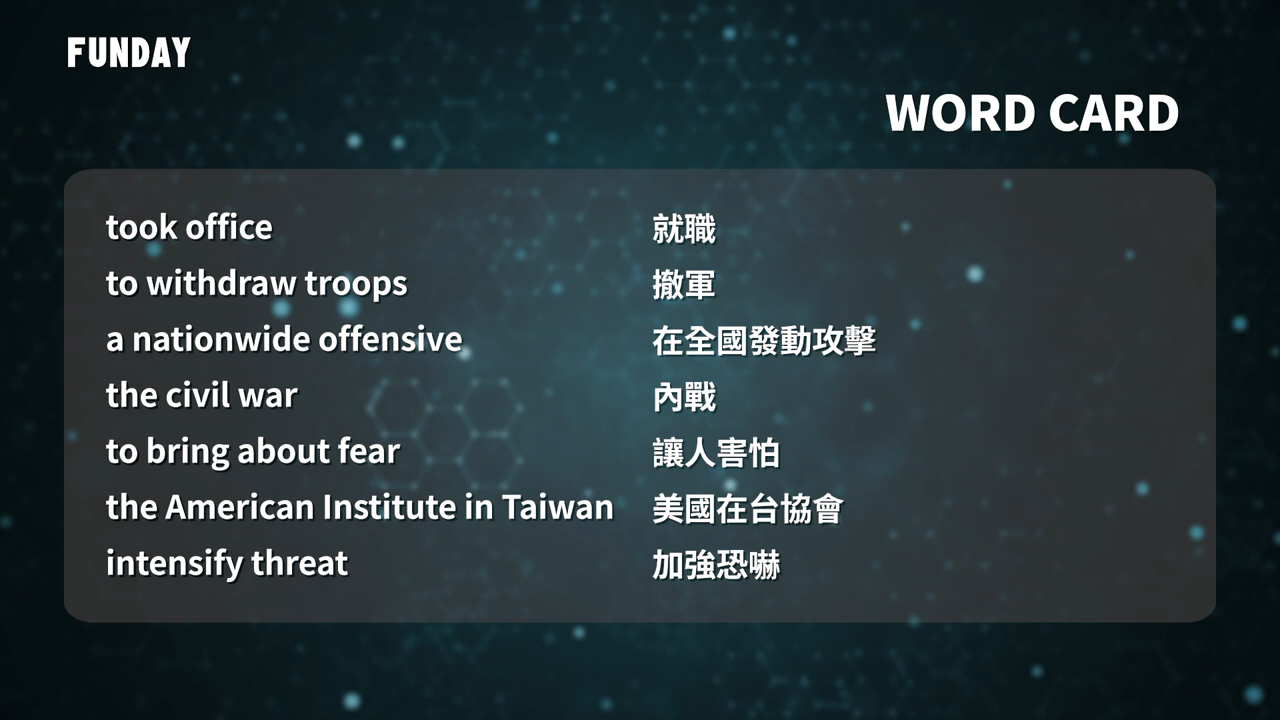 FUNDAY
WORD CARD
took office 就職
to withdraw troops 撤軍
a nationwide offensive 在全國發動攻擊
the civil war 內戰
to bring about fear 讓人害怕
the American Institute in Taiwan 美國在台協會
intensify threat 加強恐嚇